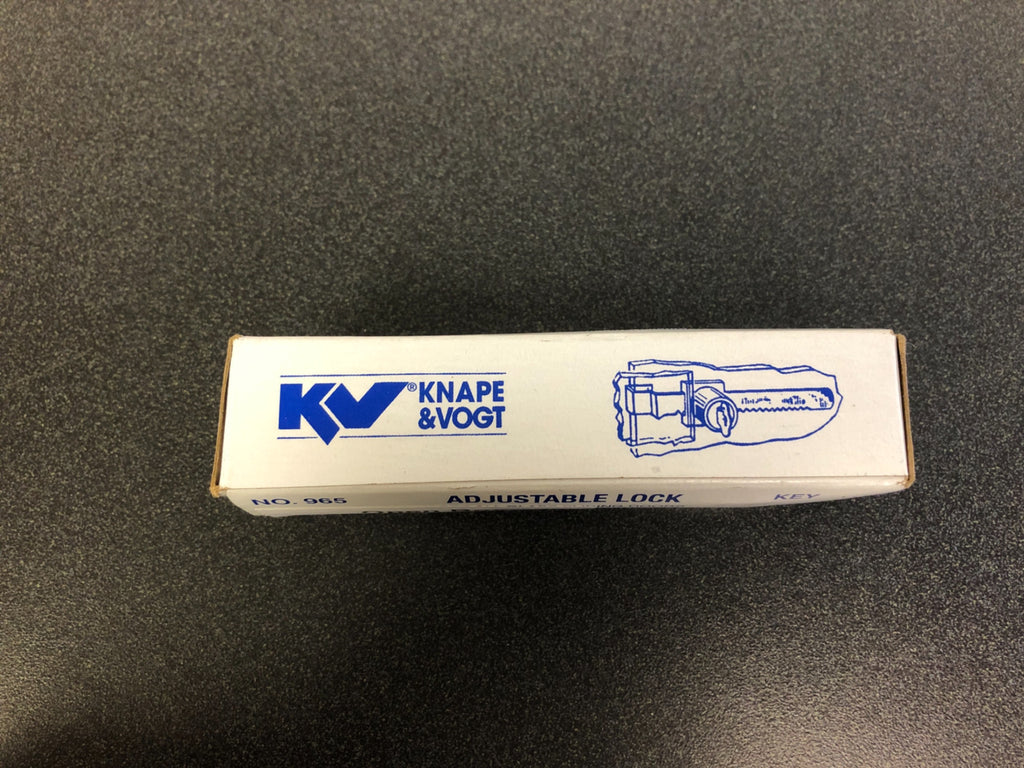 KV® KNAPE
&VOGT
NO. 965 ADJUSTABLE LOCK KEY